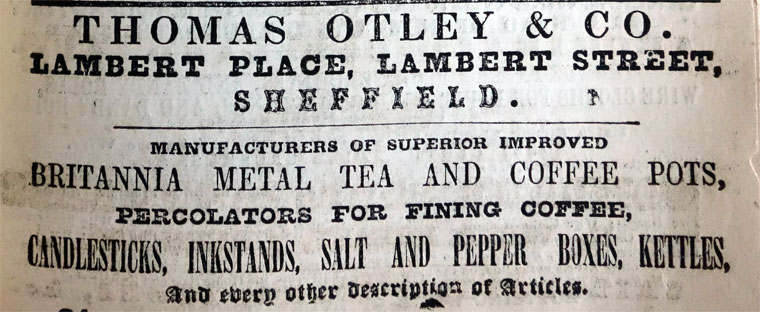 THOMAS OTLEY & CO.
LAMBERT PLACE, LAMBERT STREET,
SHEFFIELD.
MANUFACTURERS OF SUPERIOR IMPROVED
BRITANNIA METAL TEA AND COFFEE POTS,
PERCOLATORS FOR FINING COFFEE,
CANDLESTICKS, INKSTANDS, SALT AND PEPPER BOXES, KETTLES,
And every other description of Articles.